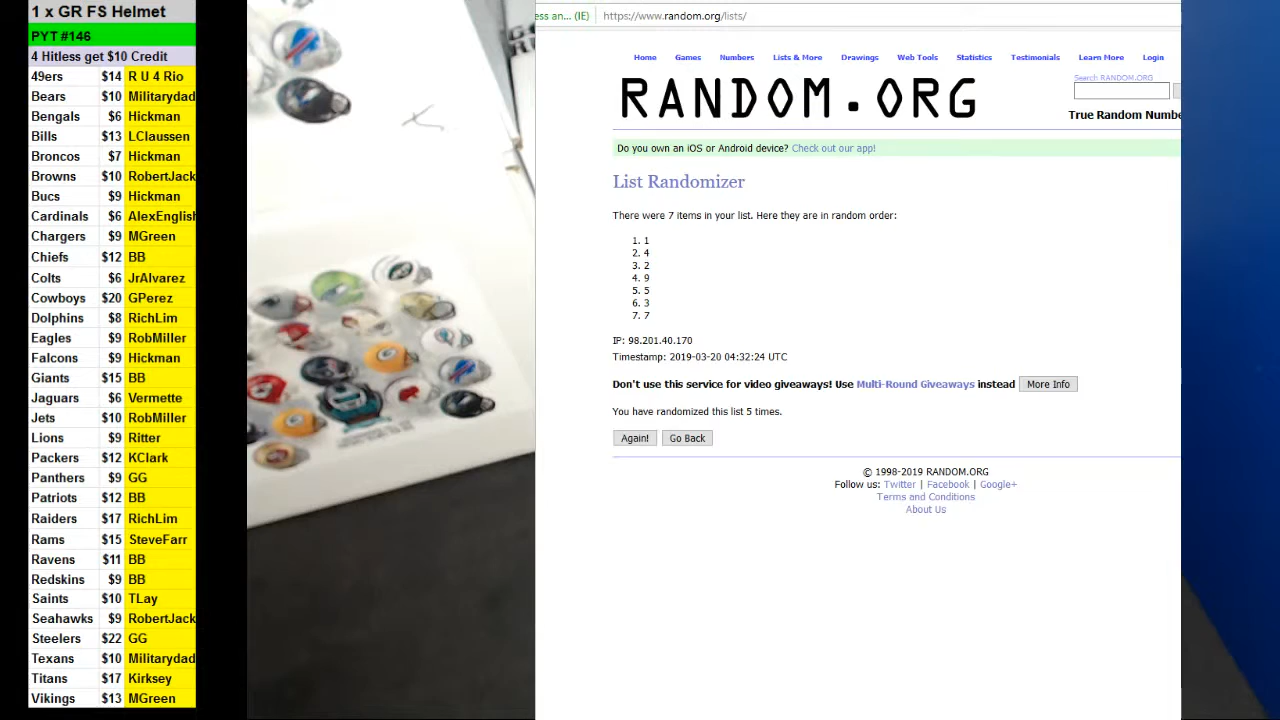 1 x GR FS Helmet
PYT #146
4 Hitless get $10 Credit
49ers $14 R U 4 Rio
Bears $10 Militarydad
Bengals $6 Hickman
Bills $13 LClaussen
Broncos $7 Hickman
Browns $10 RobertJack
Bucs $9 Hickman
Cardinals $6 AlexEnglish
Chargers $9 MGreen
Chiefs $12 BB
Colts $6 JrAlvarez
Cowboys $20 GPerez
Dolphins $8 RichLim
Eagles $9 RobMiller
Falcons $9 Hickman
Giants $15 BB
Jaguars $6 Vermette
Jets $10 RobMiller
Lions $9 Ritter
Packers $12 KClark
Panthers $9 GG
Patriots $12 BB
Raiders $17 RichLim
Rams $15 SteveFarr
Ravens $11 BB
Redskins $9 BB
Saints $10 TLay
Seahawks $9 RobertJack
Steelers $22 GG
Texans $10 Militarydad
Titans $17 Kirksey
Vikings $13 MGreen
ess an... (IE) https://www.random.org/lists/
Home Games Numbers Lists & More Drawings Web Tools Statistics Testimonials Learn More Login
Search RANDOM.ORG
RANDOM.ORG
True Random Numbe
Do you own an iOS or Android device? Check out our app!
List Randomizer
There were 7 items in your list. Here they are in random order:
1. 1
2. 4
3. 2
4. 9
5. 5
6. 3
7. 7
IP: 98.201.40.170
Timestamp: 2019-03-20 04:32:24 UTC
Don't use this service for video giveaways! Use Multi-Round Giveaways instead More Info
You have randomized this list 5 times.
Again! Go Back
© 1998-2019 RANDOM.ORG
Follow us: Twitter | Facebook | Google+
Terms and Conditions
About Us